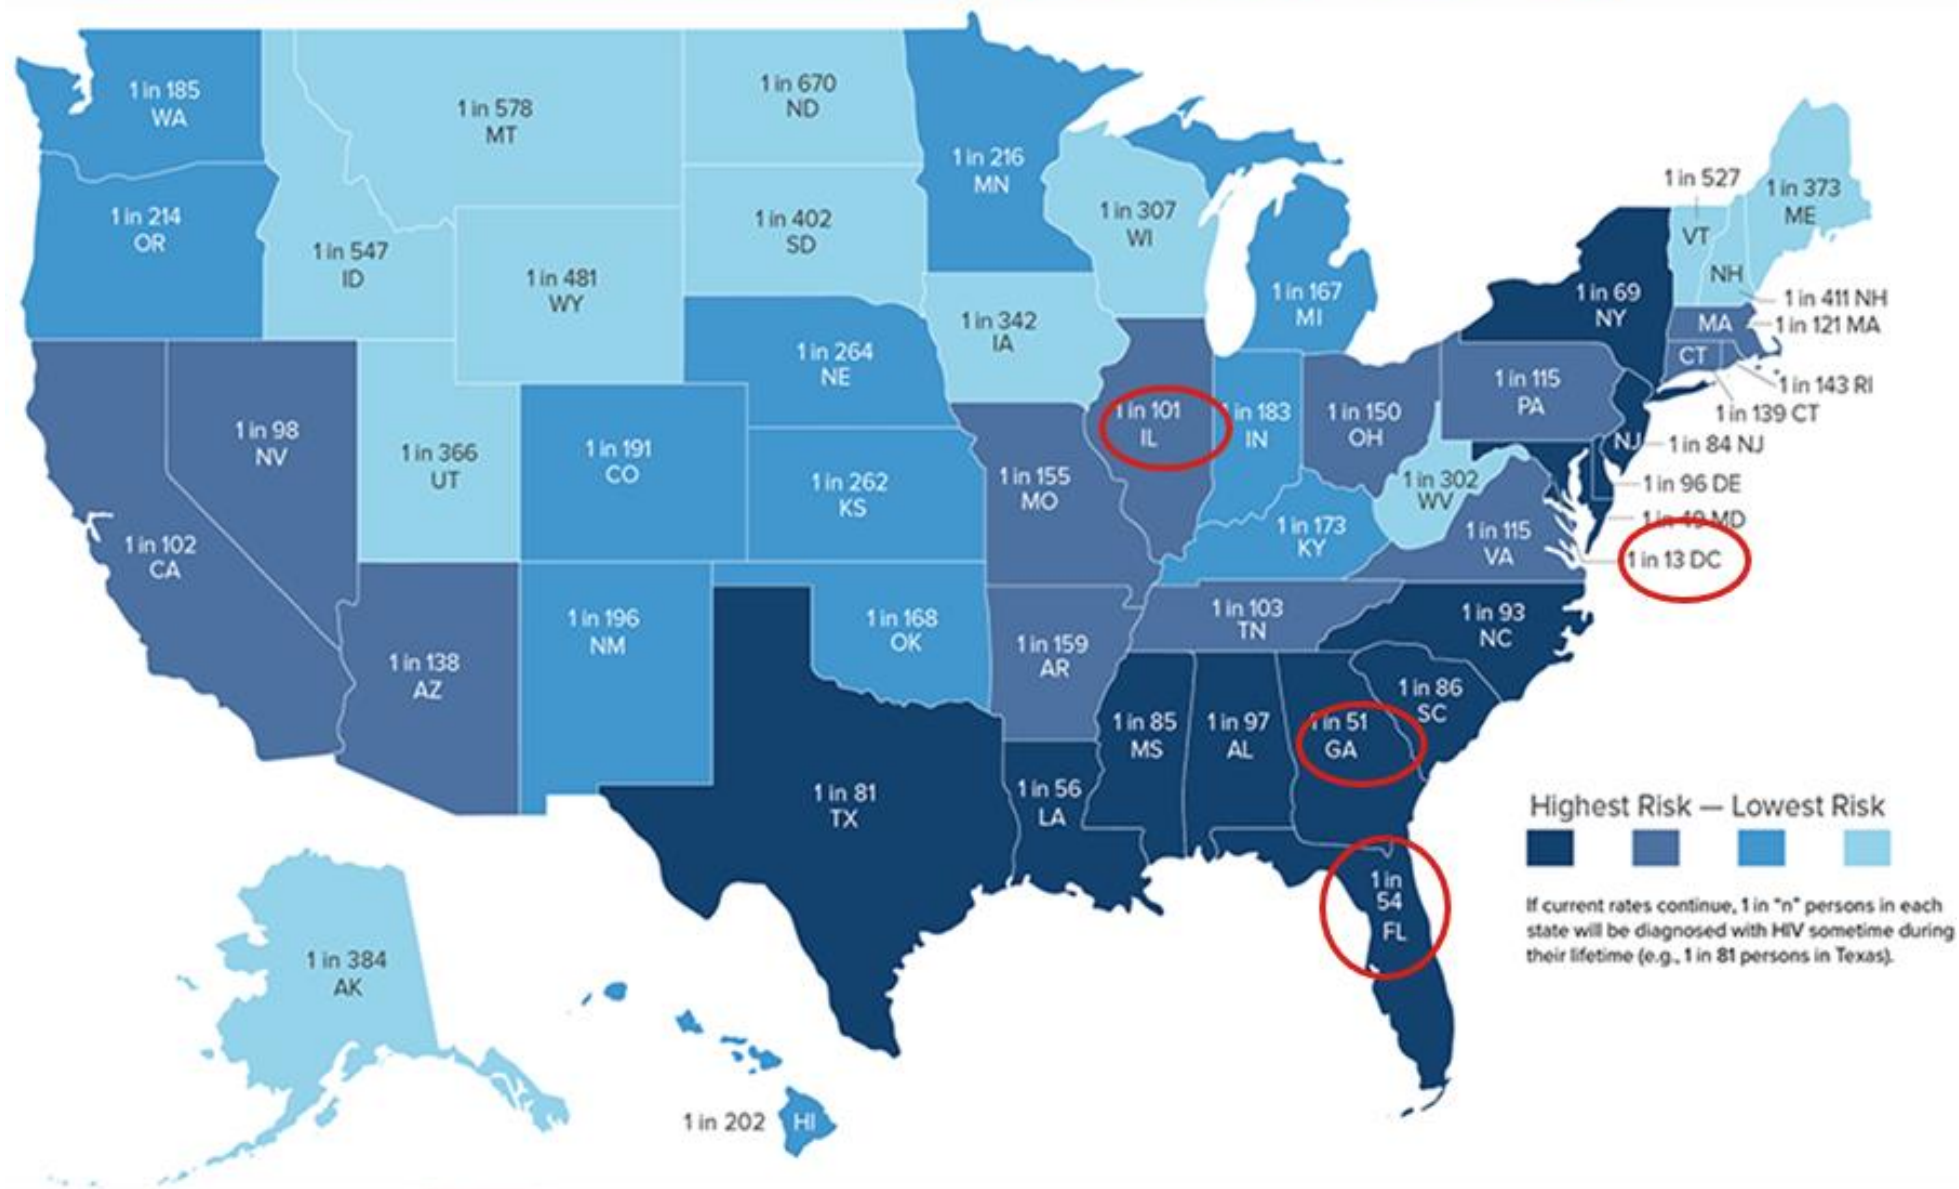 1 in 185
WA
1 in 578
MT
1 in 670
ND
1 in 216
MN
1 in 527
VT
1 in 373
ME
1 in 214
OR
1 in 547
ID
1 in 481
WY
1 in 402
SD
1 in 307
WI
1 in 167
MI
1 in 69
NY
NH
1 in 411 NH
MA
1 in 121 MA
CT
1 in 143 RI
1 in 139 CT
1 in 342
IA
1 in 264
NE
1 in 115
PA
1 in 98
NV
1 in 366
UT
1 in 191
CO
1 in 262
KS
1 in 155
MO
1 in 101
IL
1 in 183
IN
1 in 150
OH
NJ
1 in 84 NJ
1 in 302
WV
1 in 96 DE
1 in 49 MD
1 in 13 DC
1 in 102
CA
1 in 173
KY
1 in 115
VA
1 in 138
AZ
1 in 196
NM
1 in 168
OK
1 in 159
AR
1 in 103
TN
1 in 93
NC
1 in 86
SC
1 in 81
TX
1 in 56
LA
1 in 85
MS
1 in 97
AL
1 in 51
GA
1 in
54
FL
1 in 384
AK
1 in 202
HI
Highest Risk — Lowest Risk
If current rates continue, 1 in "n" persons in each
state will be diagnosed with HIV sometime during
their lifetime (e.g., 1 in 81 persons in Texas).